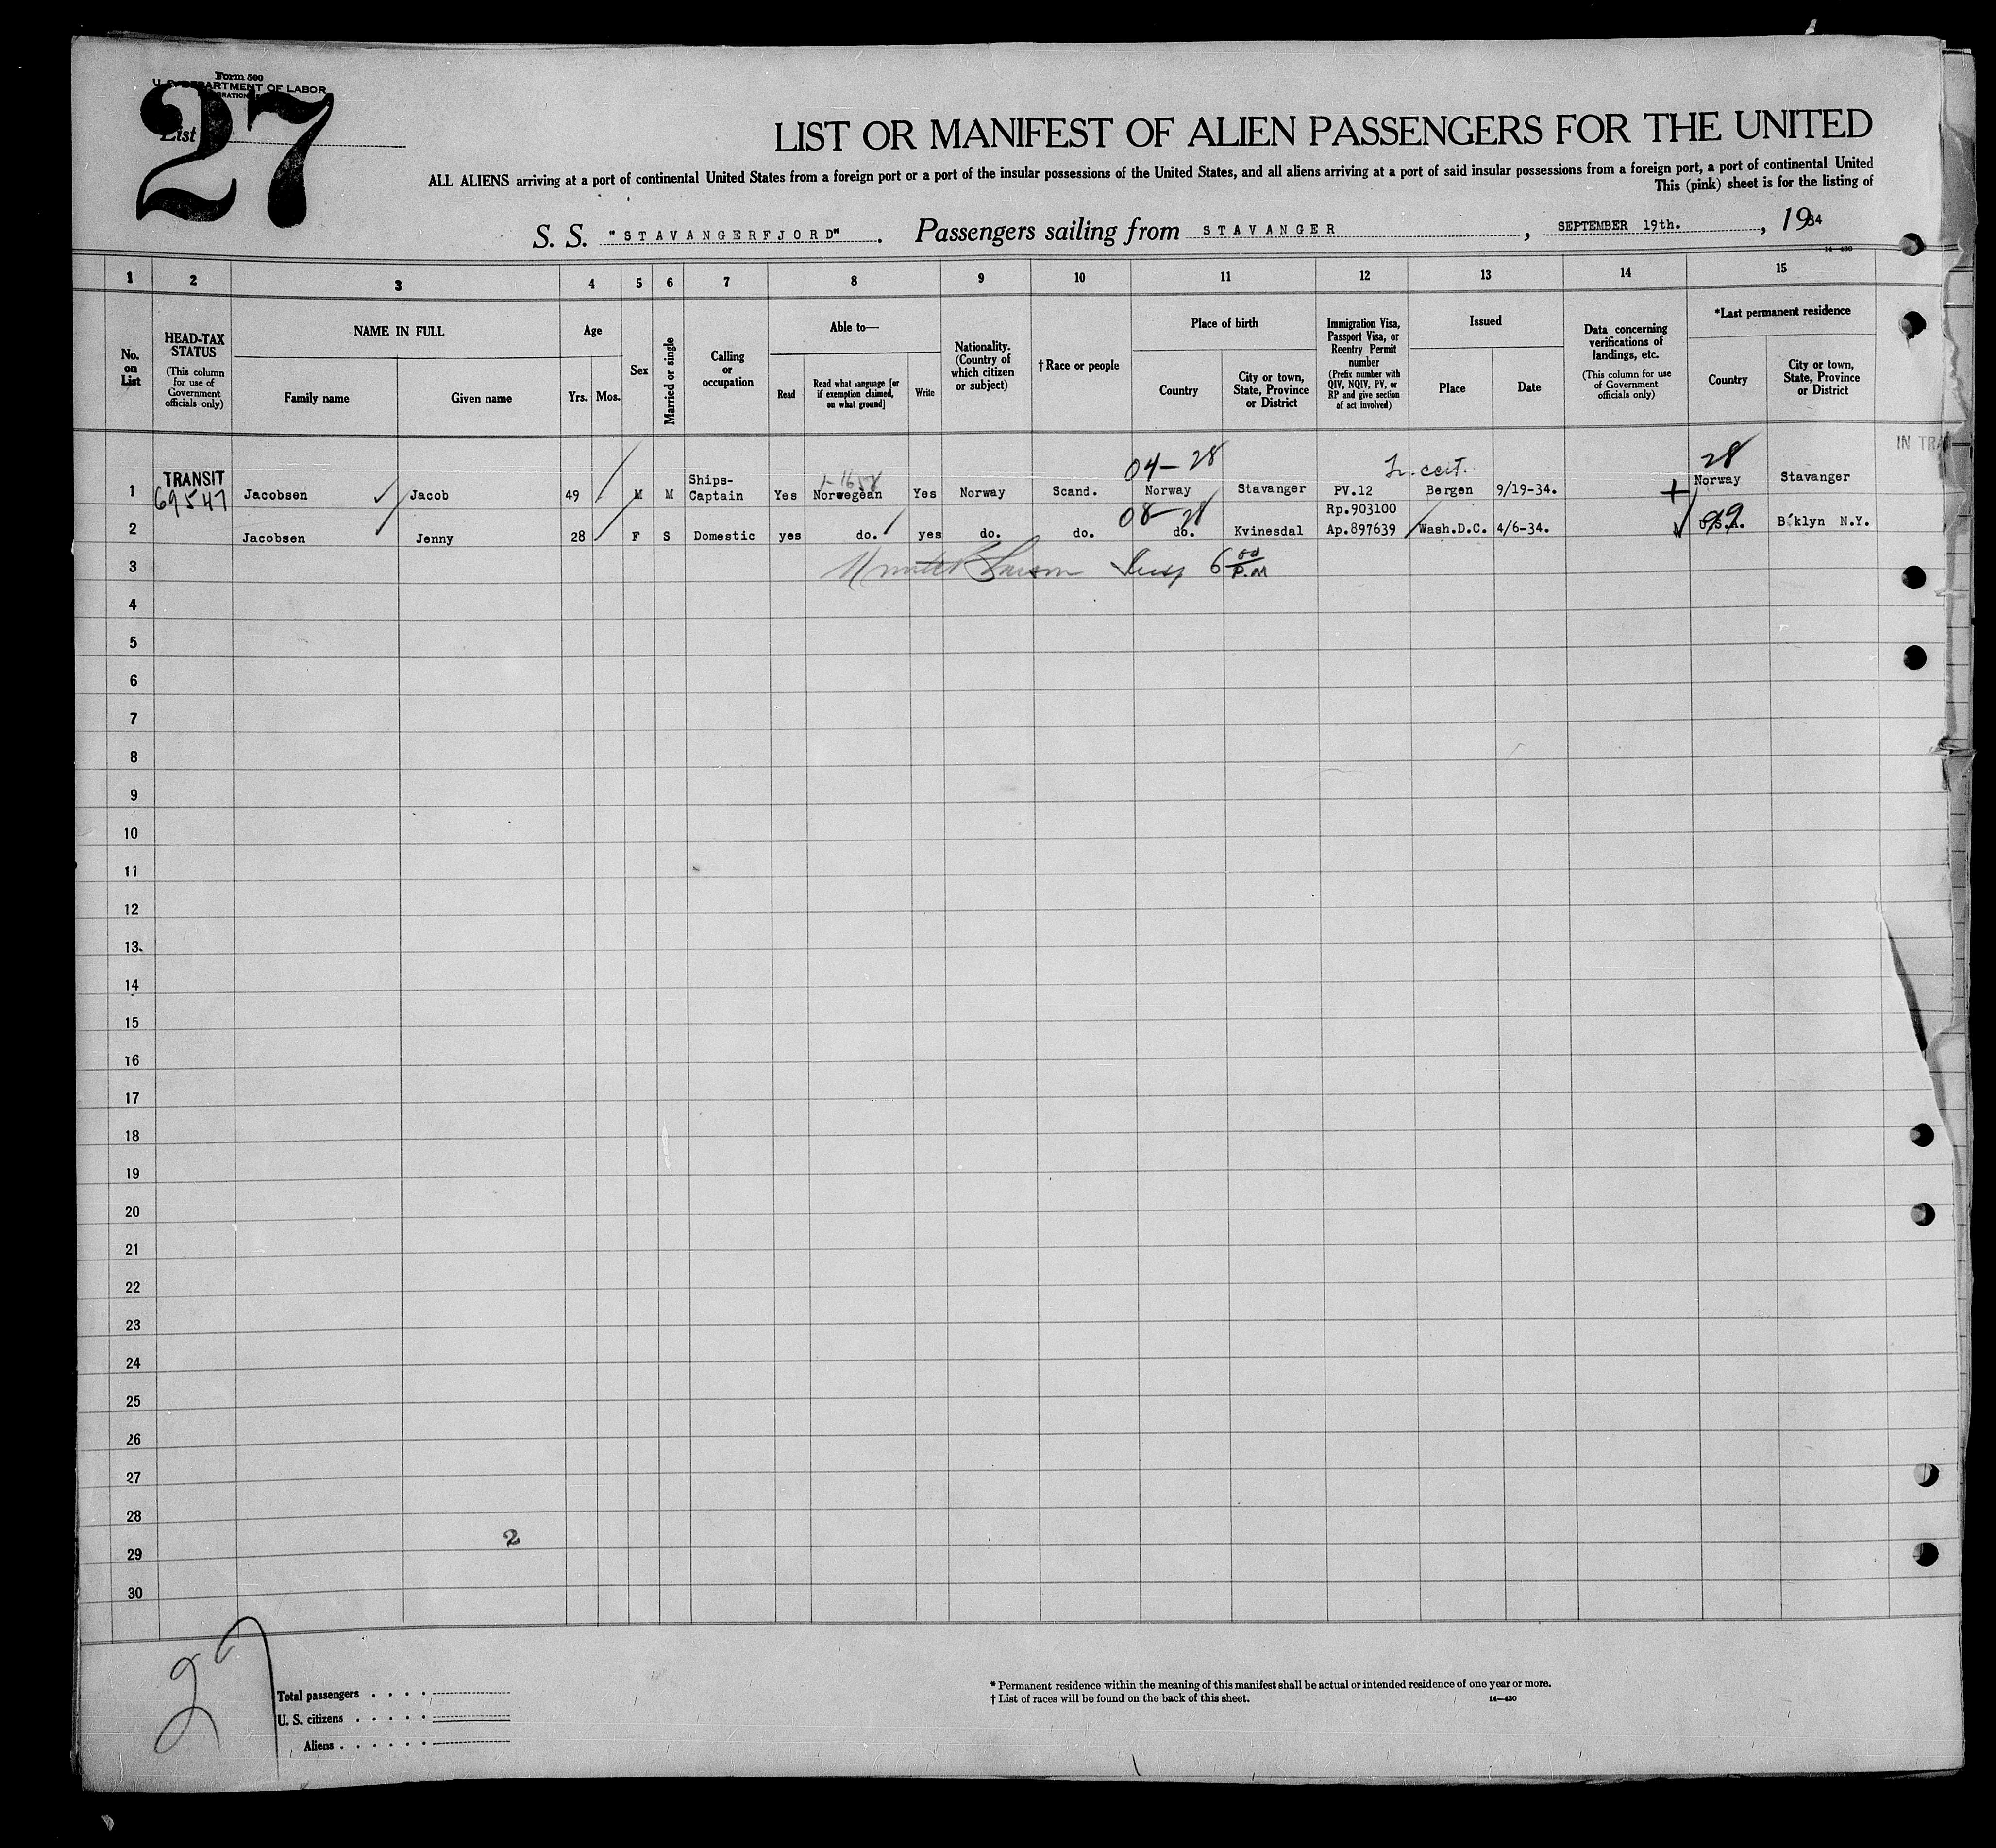 Form 500
U. S. DEPARTMENT OF LABOR
List
27
LIST OR MANIFEST OF ALIEN PASSENGERS FOR THE UNITED
ALL ALIENS arriving at a port of continental United States from a foreign port or a port of the insular possessions of the United States, and all aliens arriving at a port of said insular possessions from a foreign port, a port of continental United
This (pink) sheet is for the listing of
S. S. "STAVANGERFJORD". Passengers sailing from STAVANGER, SEPTEMBER 19th., 1934
14—430
1 2 3 4 5 6 7 8 9 10 11 12 13 14 15
No. on List
HEAD-TAX STATUS (This column for use of Government officials only)
NAME IN FULL
Family name
Given name
Age
Yrs.
Mos.
Sex
Married or single
Calling or occupation
Able to—
Read
Read what language [or if exemption claimed, on what ground]
Write
Nationality. (Country of which citizen or subject)
†Race or people
Place of birth
Country
City or town, State, Province or District
Immigration Visa, Passport Visa, or Reentry Permit number (Prefix number with QIV, NQIV, PV, or RP and give section of act involved)
Issued
Place
Date
Data concerning verifications of landings, etc. (This column for use of Government officials only)
*Last permanent residence
Country
City or town, State, Province or District
04-28
Tr. cert.
28
IN TRA
1 TRANSIT 69547 Jacobsen Jacob 49 M M Ships-Captain Yes Norwegean Yes Norway Scand. Norway Stavanger PV.12 Bergen 9/19-34. Norway Stavanger
08-28
99
2 Jacobsen Jenny 28 F S Domestic yes do. yes do. do. do. Kvinesdal Rp.903100 Ap.897639 Wash.D.C. 4/6-34. U.S.A. B'klyn N.Y.
3
6 00 P.M
4
5
6
7
8
9
10
11
12
13
14
15
16
17
18
19
20
21
22
23
24
25
26
27
28
2
29
30
27
Total passengers . . . .
U. S. citizens . . . . .
Aliens . . . . . .
* Permanent residence within the meaning of this manifest shall be actual or intended residence of one year or more.
† List of races will be found on the back of this sheet.
14—430